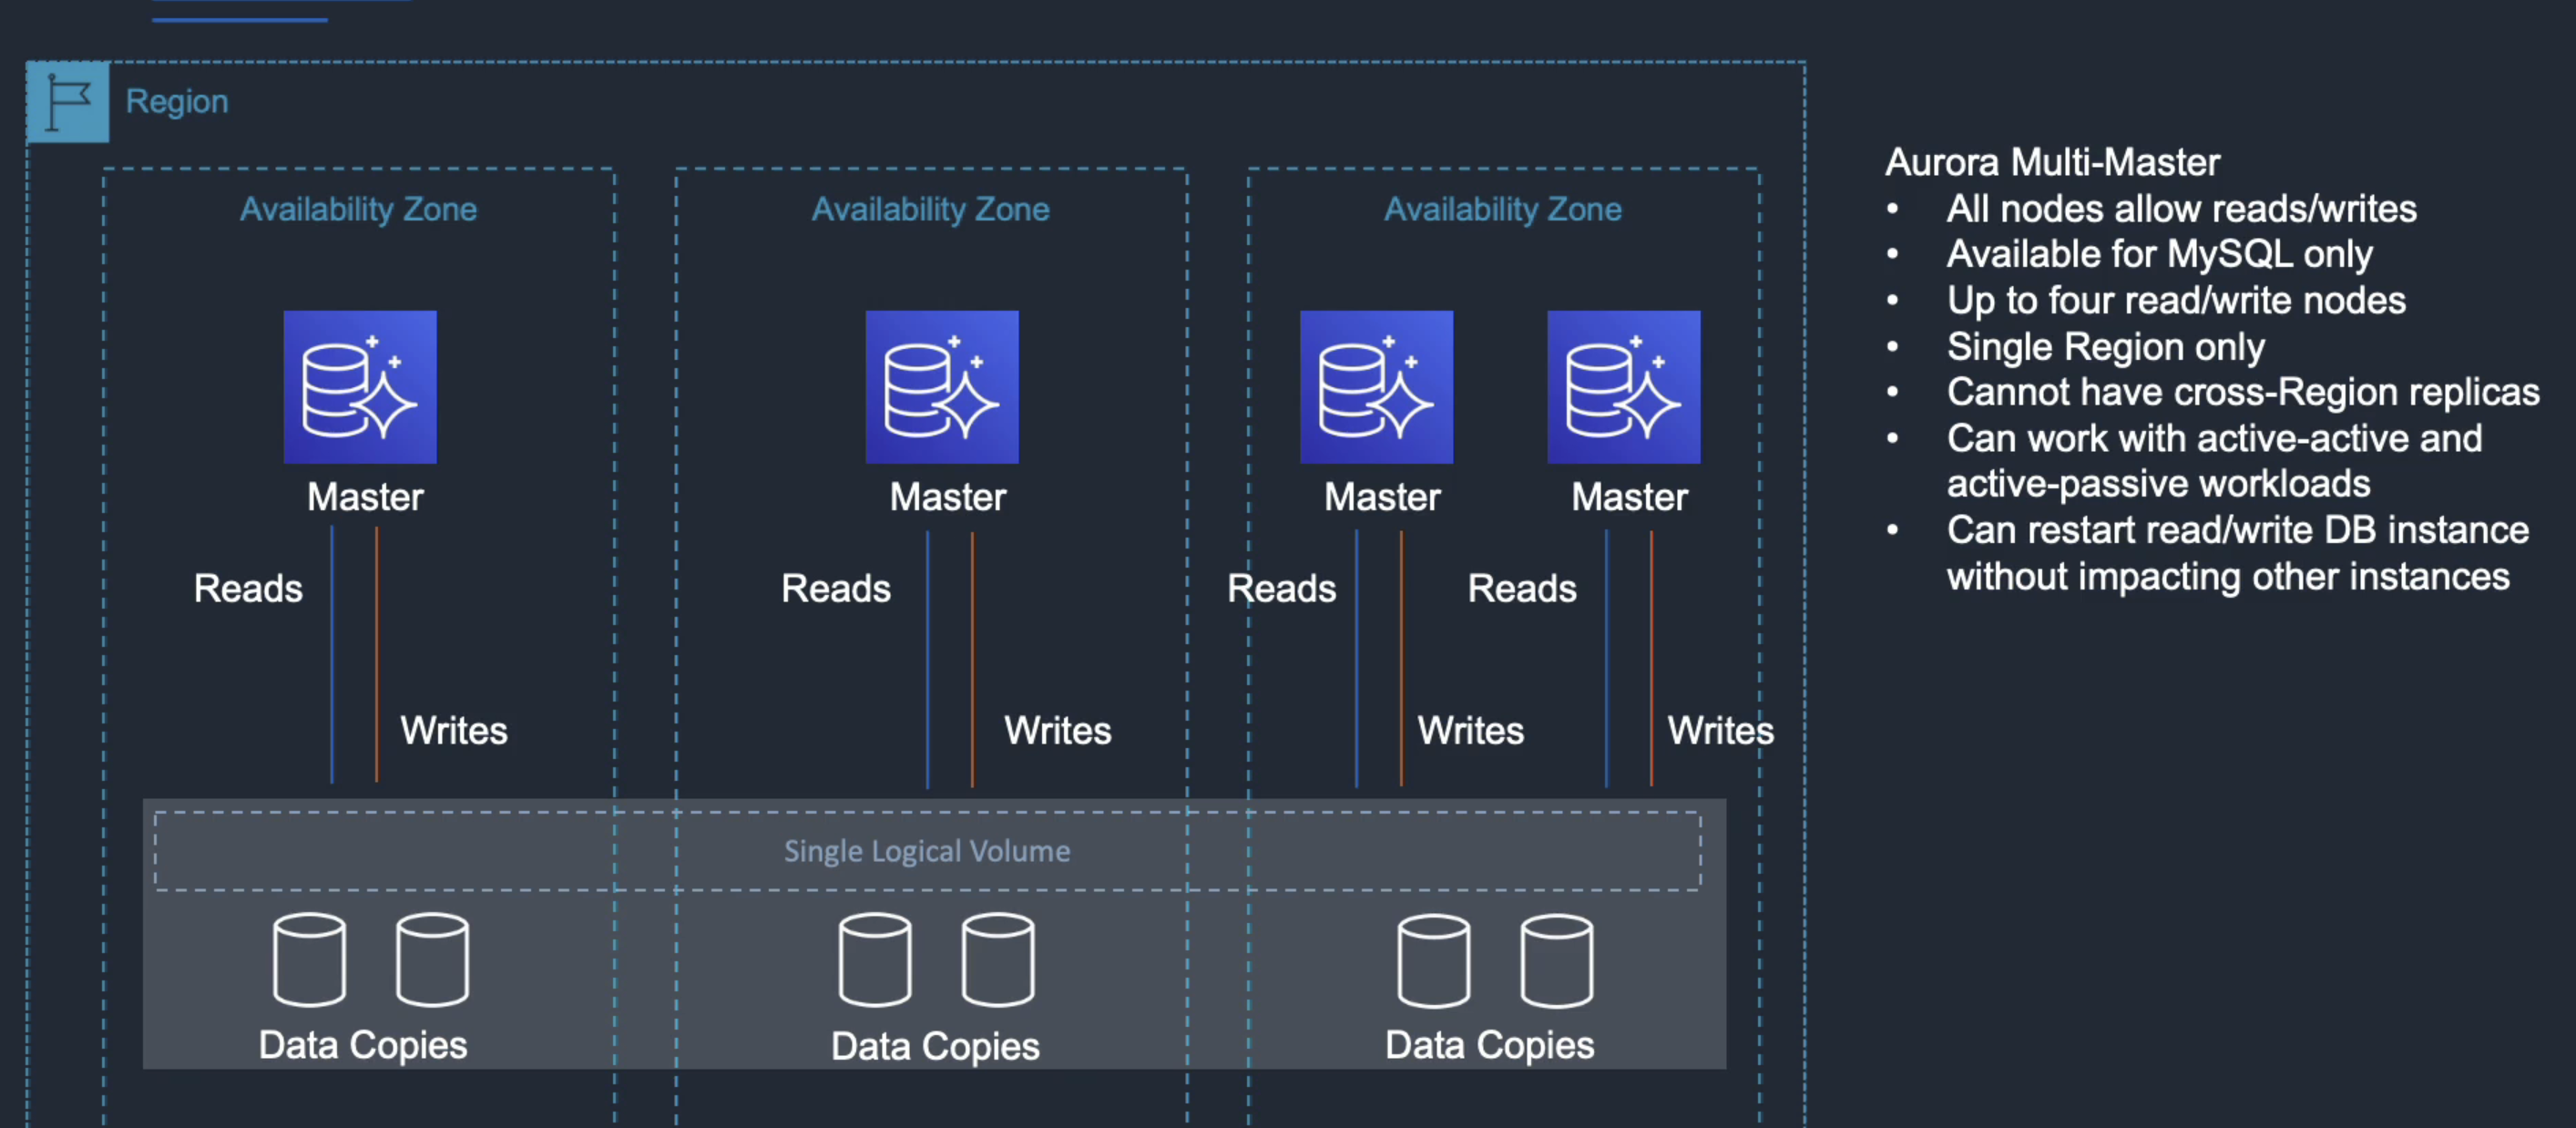 Region
Availability Zone
Availability Zone
Availability Zone
Master
Master
Master
Master
Reads
Reads
Reads
Reads
Writes
Writes
Writes
Writes
Single Logical Volume
Data Copies
Data Copies
Data Copies
Aurora Multi-Master
• All nodes allow reads/writes
• Available for MySQL only
• Up to four read/write nodes
• Single Region only
• Cannot have cross-Region replicas
• Can work with active-active and
active-passive workloads
• Can restart read/write DB instance
without impacting other instances